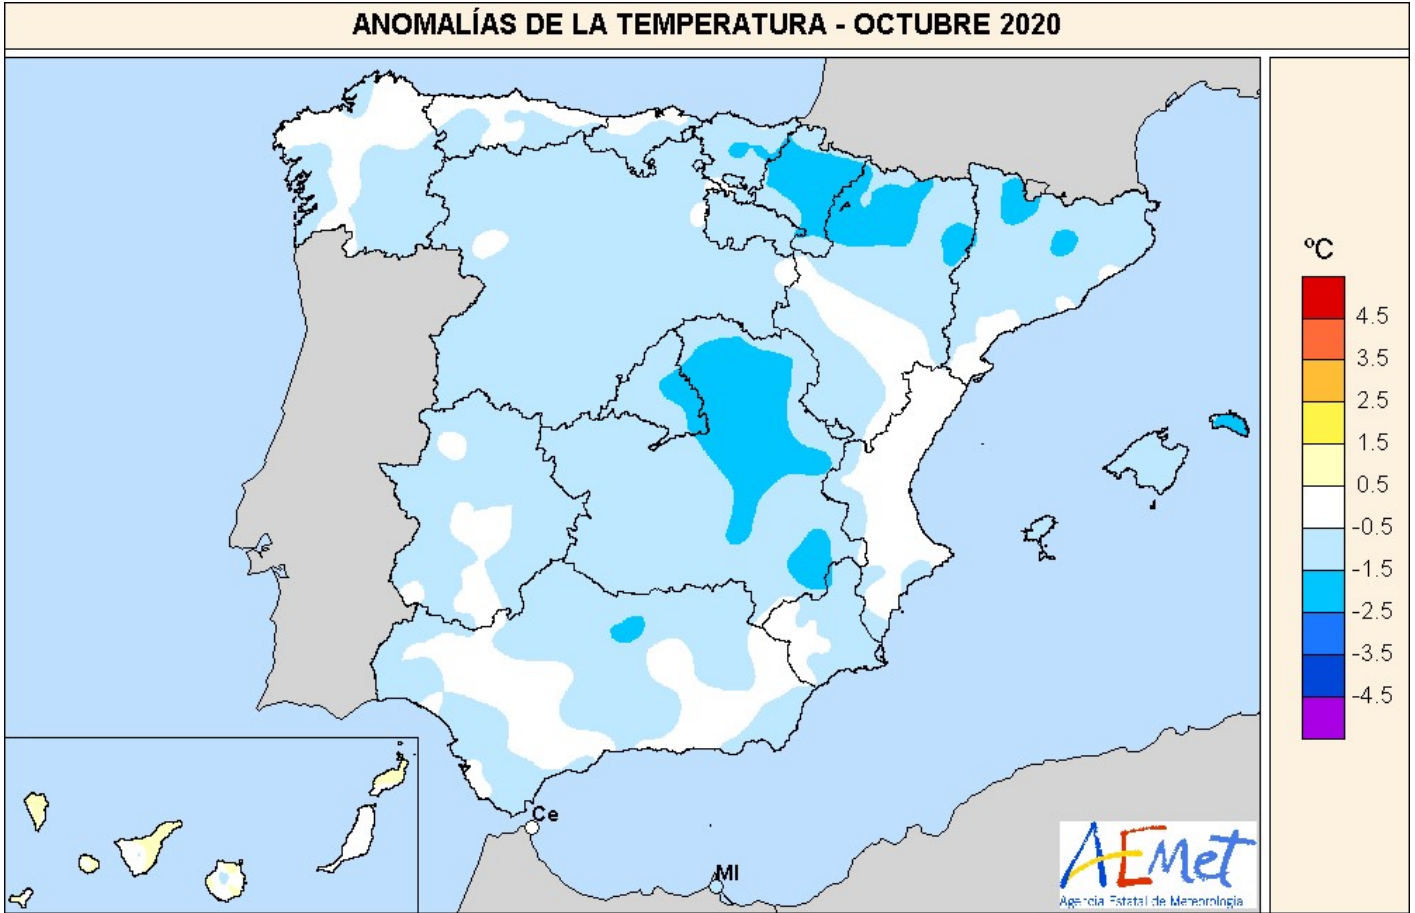 ANOMALÍAS DE LA TEMPERATURA - OCTUBRE 2020
ºC
4.5
3.5
2.5
1.5
0.5
-0.5
-1.5
-2.5
-3.5
-4.5
Ce
Ml
AEMet
Agencia Estatal de Meteorología